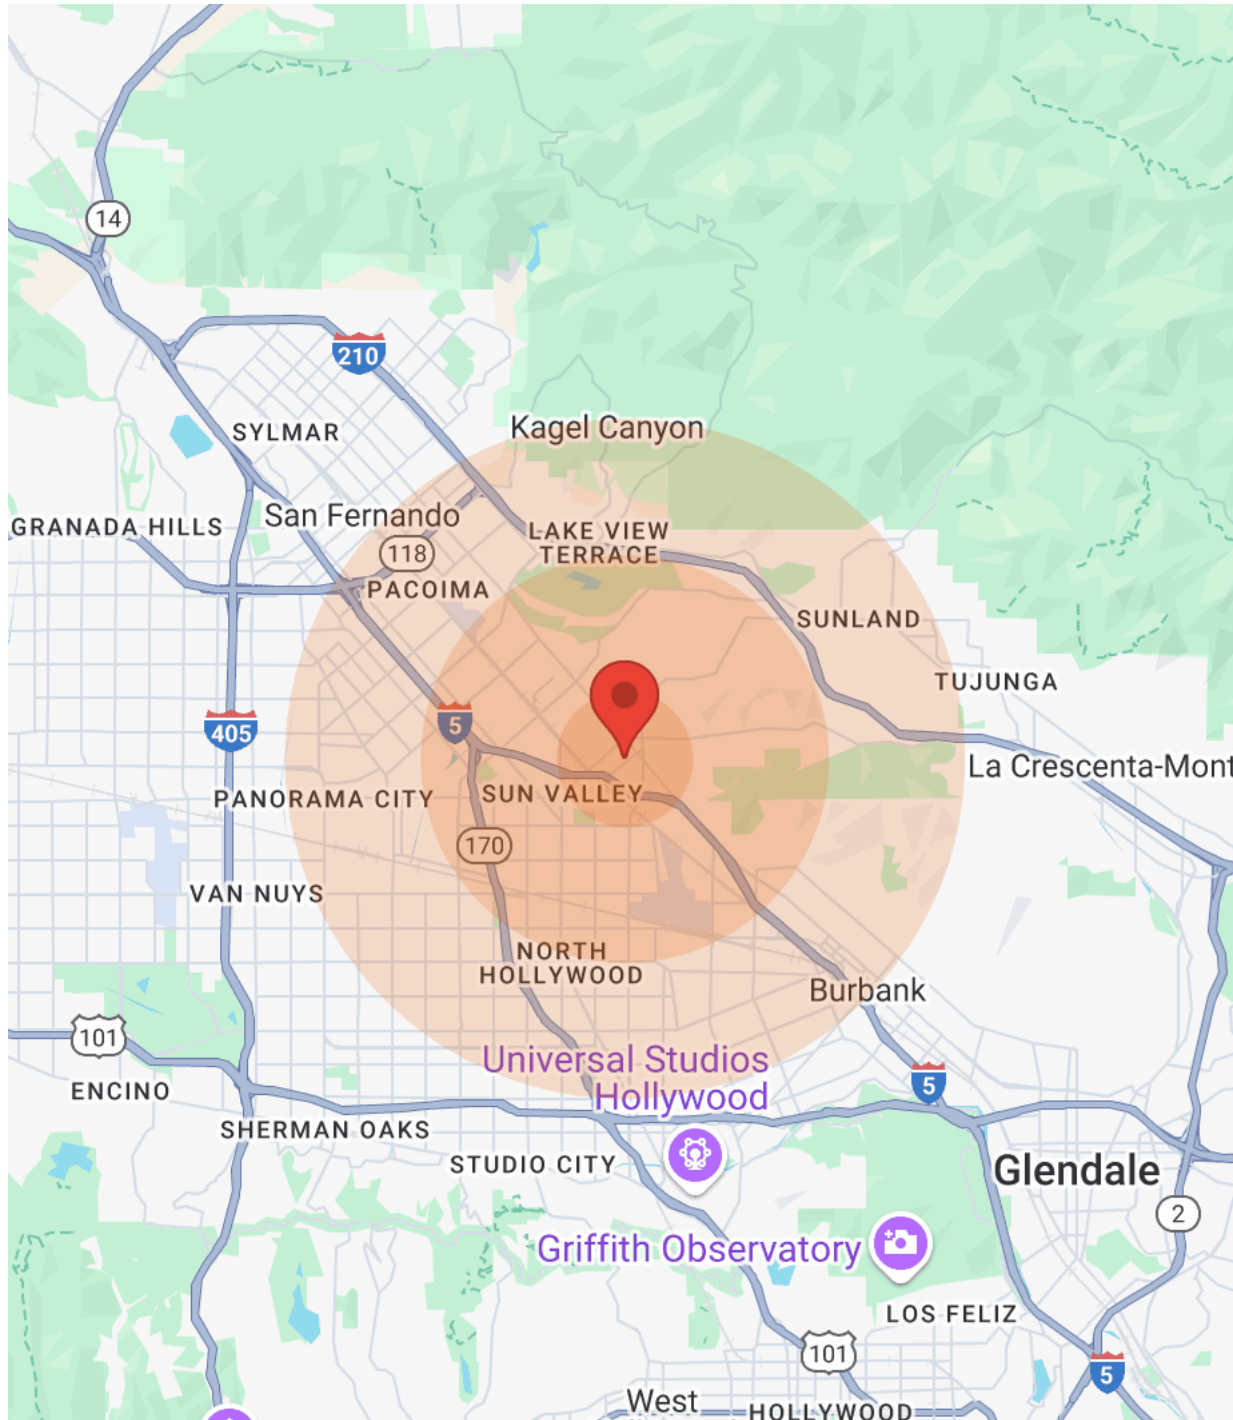 14
210
Kagel Canyon
SYLMAR
San Fernando
GRANADA HILLS
LAKE VIEW
TERRACE
118
PACOIMA
SUNLAND
TUJUNGA
5
405
La Crescenta-Mont
SUN VALLEY
PANORAMA CITY
170
VAN NUYS
NORTH
HOLLYWOOD
Burbank
101
Universal Studios
Hollywood
5
ENCINO
SHERMAN OAKS
STUDIO CITY
Glendale
2
Griffith Observatory
LOS FELIZ
101
5
West
HOLLYWOOD